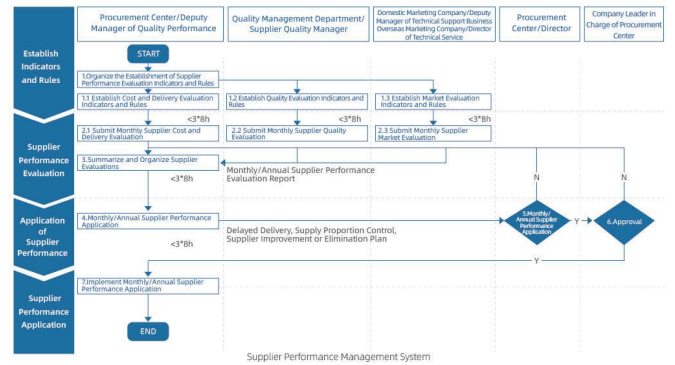 Procurement Center/Deputy
Manager of Quality Performance
Quality Management Department/
Supplier Quality Manager
Domestic Marketing Company/Deputy
Manager of Technical Support Business
Overseas Marketing Company/Director
of Technical Service
Procurement
Center/Director
Company Leader in
Charge of Procurement
Center
Establish
Indicators
and Rules
START
1.Organize the Establishment of Supplier
Performance Evaluation Indicators and Rules
1.1 Establish Cost and Delivery Evaluation
Indicators and Rules
1.2 Establish Quality Evaluation Indicators and
Rules
1.3 Establish Market Evaluation
Indicators and Rules
<3*8h
<3*8h
<3*8h
Supplier
Performance
Evaluation
2.1 Submit Monthly Supplier Cost and
Delivery Evaluation
2.2 Submit Monthly Supplier Quality
Evaluation
2.3 Submit Monthly Supplier
Market Evaluation
3.Summarize and Organize Supplier
Evaluations
<3*8h
Monthly/Annual Supplier Performance
Evaluation Report
N
N
Application
of
Supplier
Performance
4.Monthly/Annual Supplier Performance
Application
<3*8h
Delayed Delivery, Supply Proportion Control,
Supplier Improvement or Elimination Plan
5.Monthly/
Annual Supplier
Performance
Application
Y
6.Approval
Y
Supplier
Performance
Application
7.Implement Monthly/Annual Supplier
Performance Application
END
Supplier Performance Management System